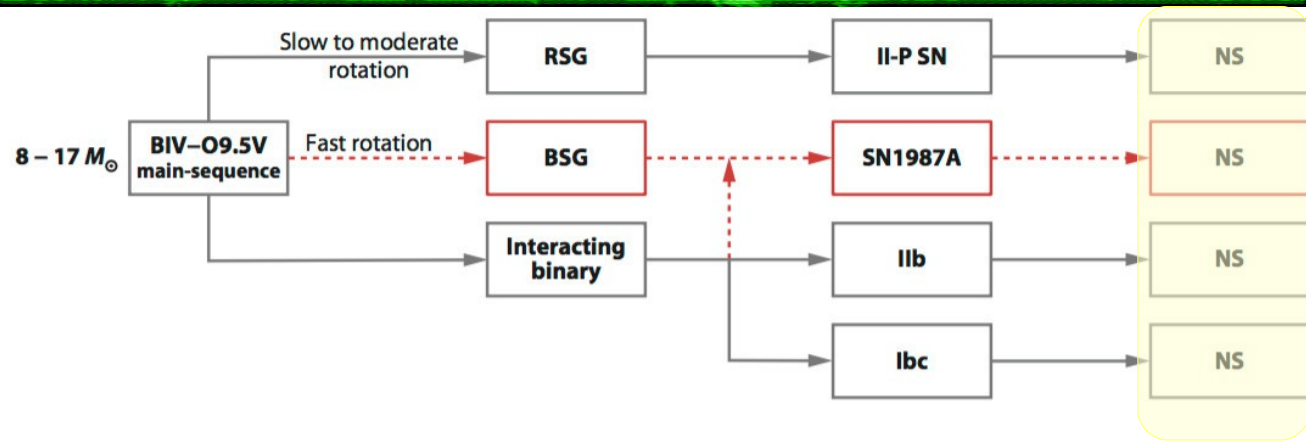 Slow to moderate
rotation
RSG
II-P SN
NS
8 – 17 M⊙
BIV–O9.5V
main-sequence
Fast rotation
BSG
SN1987A
NS
Interacting
binary
IIb
NS
Ibc
NS